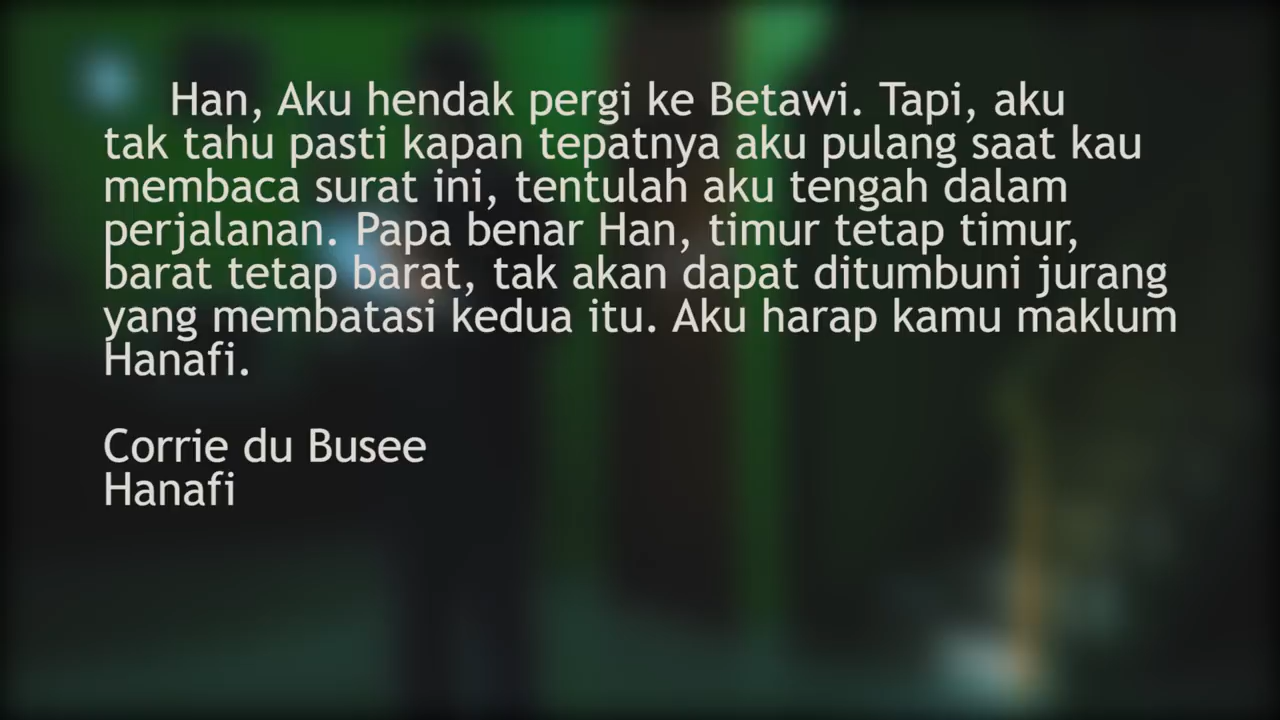 Han, Aku hendak pergi ke Betawi. Tapi, aku
tak tahu pasti kapan tepatnya aku pulang saat kau
membaca surat ini, tentulah aku tengah dalam
perjalanan. Papa benar Han, timur tetap timur,
barat tetap barat, tak akan dapat ditumbuni jurang
yang membatasi kedua itu. Aku harap kamu maklum
Hanafi.
Corrie du Busee
Hanafi